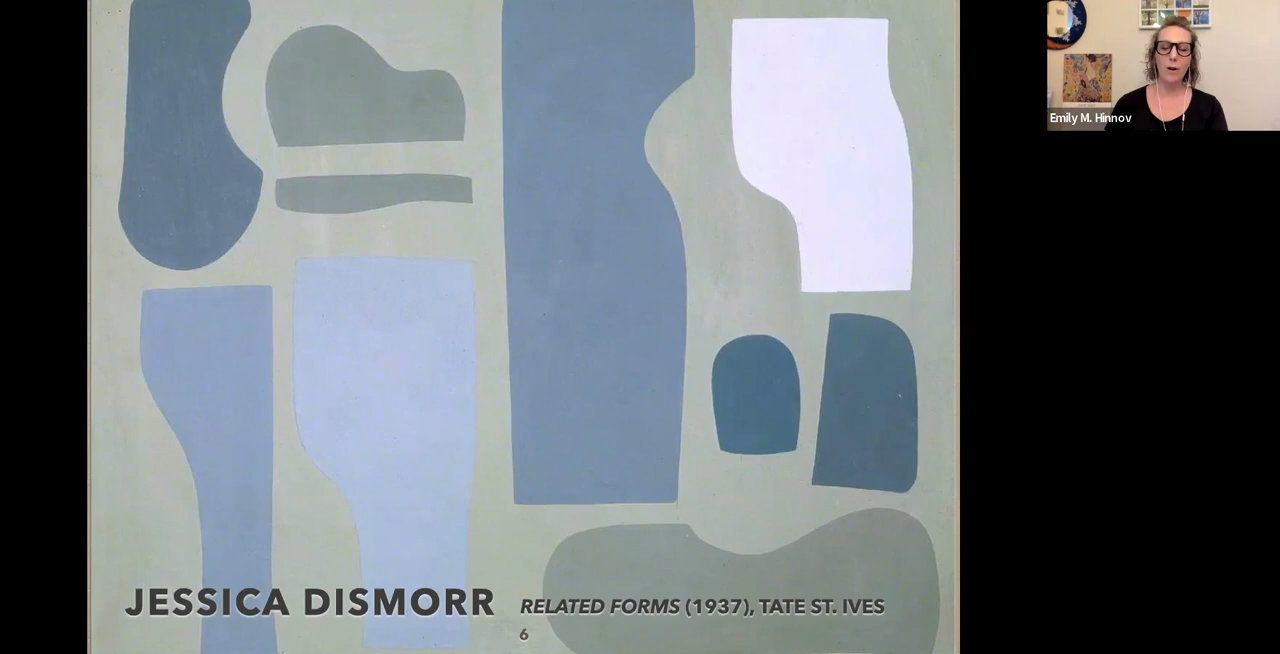 Emily M. Hinnov
JESSICA DISMORR
RELATED FORMS (1937), TATE ST. IVES
6